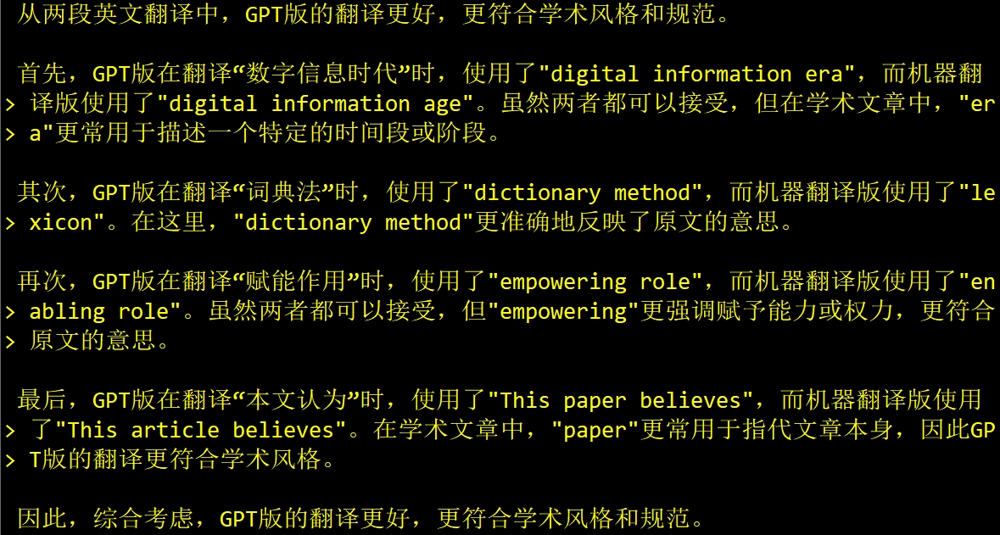 从两段英文翻译中，GPT版的翻译更好，更符合学术风格和规范。
首先，GPT版在翻译“数字信息时代”时，使用了"digital information era"，而机器翻
> 译版使用了"digital information age"。虽然两者都可以接受，但在学术文章中，"er
> a"更常用于描述一个特定的时间段或阶段。
其次，GPT版在翻译“词典法”时，使用了"dictionary method"，而机器翻译版使用了"le
> xicon"。在这里，"dictionary method"更准确地反映了原文的意思。
再次，GPT版在翻译“赋能作用”时，使用了"empowering role"，而机器翻译版使用了"en
> abling role"。虽然两者都可以接受，但"empowering"更强调赋予能力或权力，更符合
> 原文的意思。
最后，GPT版在翻译“本文认为”时，使用了"This paper believes"，而机器翻译版使用
> 了"This article believes"。在学术文章中，"paper"更常用于指代文章本身，因此GP
> T版的翻译更符合学术风格。
因此，综合考虑，GPT版的翻译更好，更符合学术风格和规范。